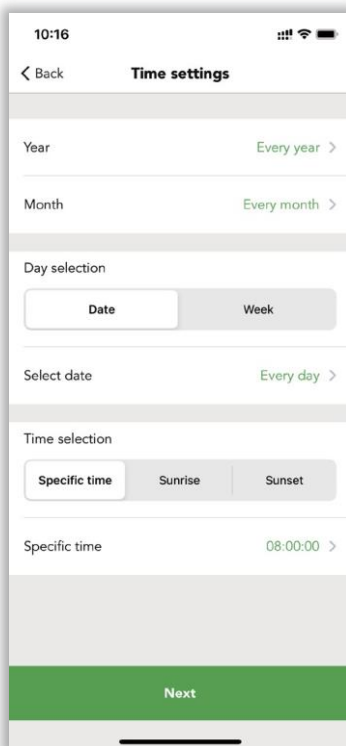 10:16
Back Time settings
Year Every year
Month Every month
Day selection
Date Week
Select date Every day
Time selection
Specific time Sunrise Sunset
Specific time 08:00:00
Next